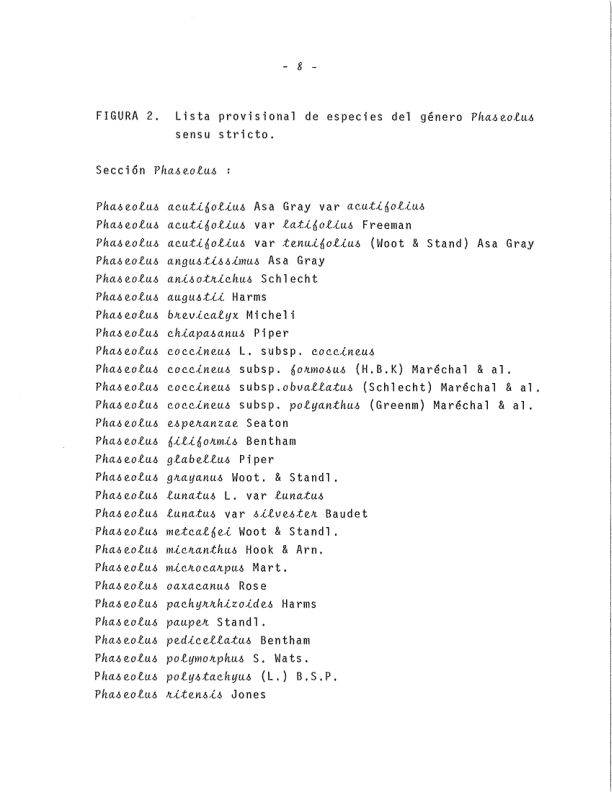 - 8 -
FIGURA 2. Lista provisional de especies del género Phaseolus
sensu stricto.
Sección Phaseolus :
Phaseolus acutifolius Asa Gray var acutifolius
Phaseolus acutifolius var latifolius Freeman
Phaseolus acutifolius var tenuifolius (Woot & Stand) Asa Gray
Phaseolus angustissimus Asa Gray
Phaseolus anisotrichus Schlecht
Phaseolus augustii Harms
Phaseolus brevicalyx Micheli
Phaseolus chiapasanus Piper
Phaseolus coccineus L. subsp. coccineus
Phaseolus coccineus subsp. formosus (H.B.K) Maréchal & al.
Phaseolus coccineus subsp.obvallatus (Schlecht) Maréchal & al.
Phaseolus coccineus subsp. polyanthus (Greenm) Maréchal & al.
Phaseolus esperanzae Seaton
Phaseolus filiformis Bentham
Phaseolus glabellus Piper
Phaseolus grayanus Woot. & Standl.
Phaseolus lunatus L. var lunatus
Phaseolus lunatus var silvester Baudet
Phaseolus metcalfei Woot & Standl.
Phaseolus micranthus Hook & Arn.
Phaseolus microcarpus Mart.
Phaseolus oaxacanus Rose
Phaseolus pachyrrhizoides Harms
Phaseolus pauper Standl.
Phaseolus pedicellatus Bentham
Phaseolus polymorphus S. Wats.
Phaseolus polystachyus (L.) B.S.P.
Phaseolus ritensis Jones